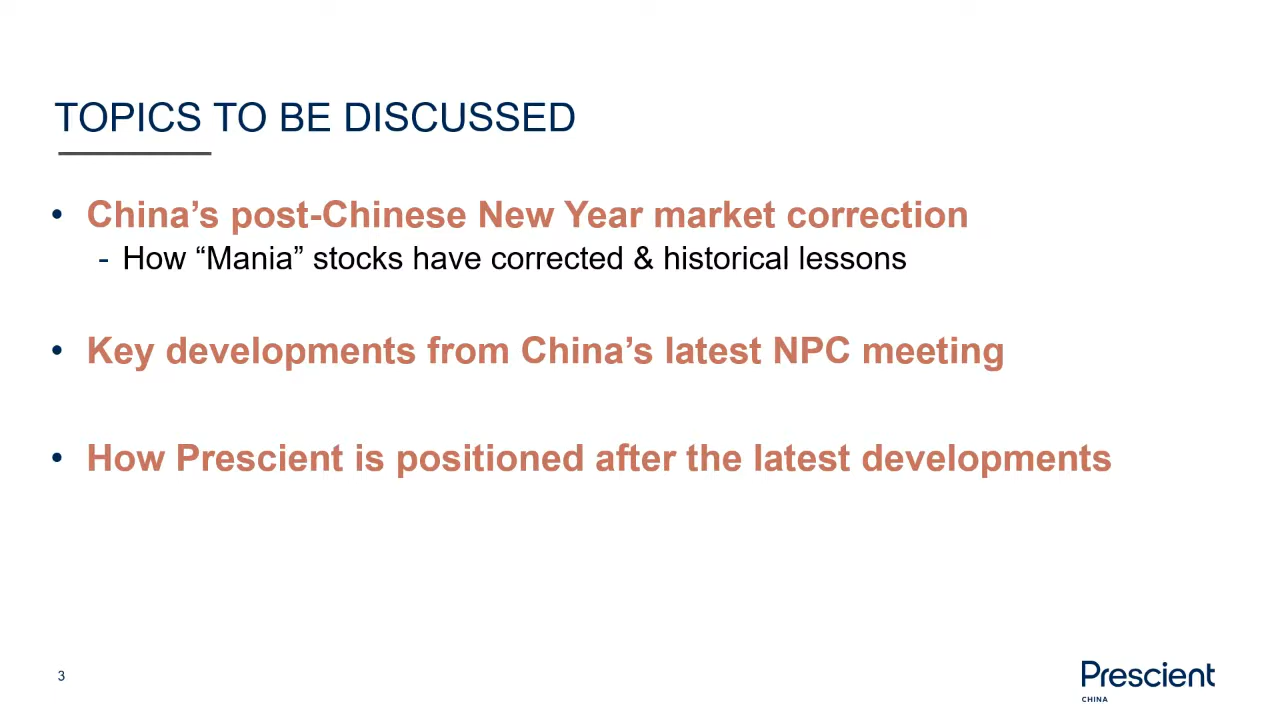 TOPICS TO BE DISCUSSED
• China’s post-Chinese New Year market correction
- How “Mania” stocks have corrected & historical lessons
• Key developments from China’s latest NPC meeting
• How Prescient is positioned after the latest developments
3
Prescient
CHINA